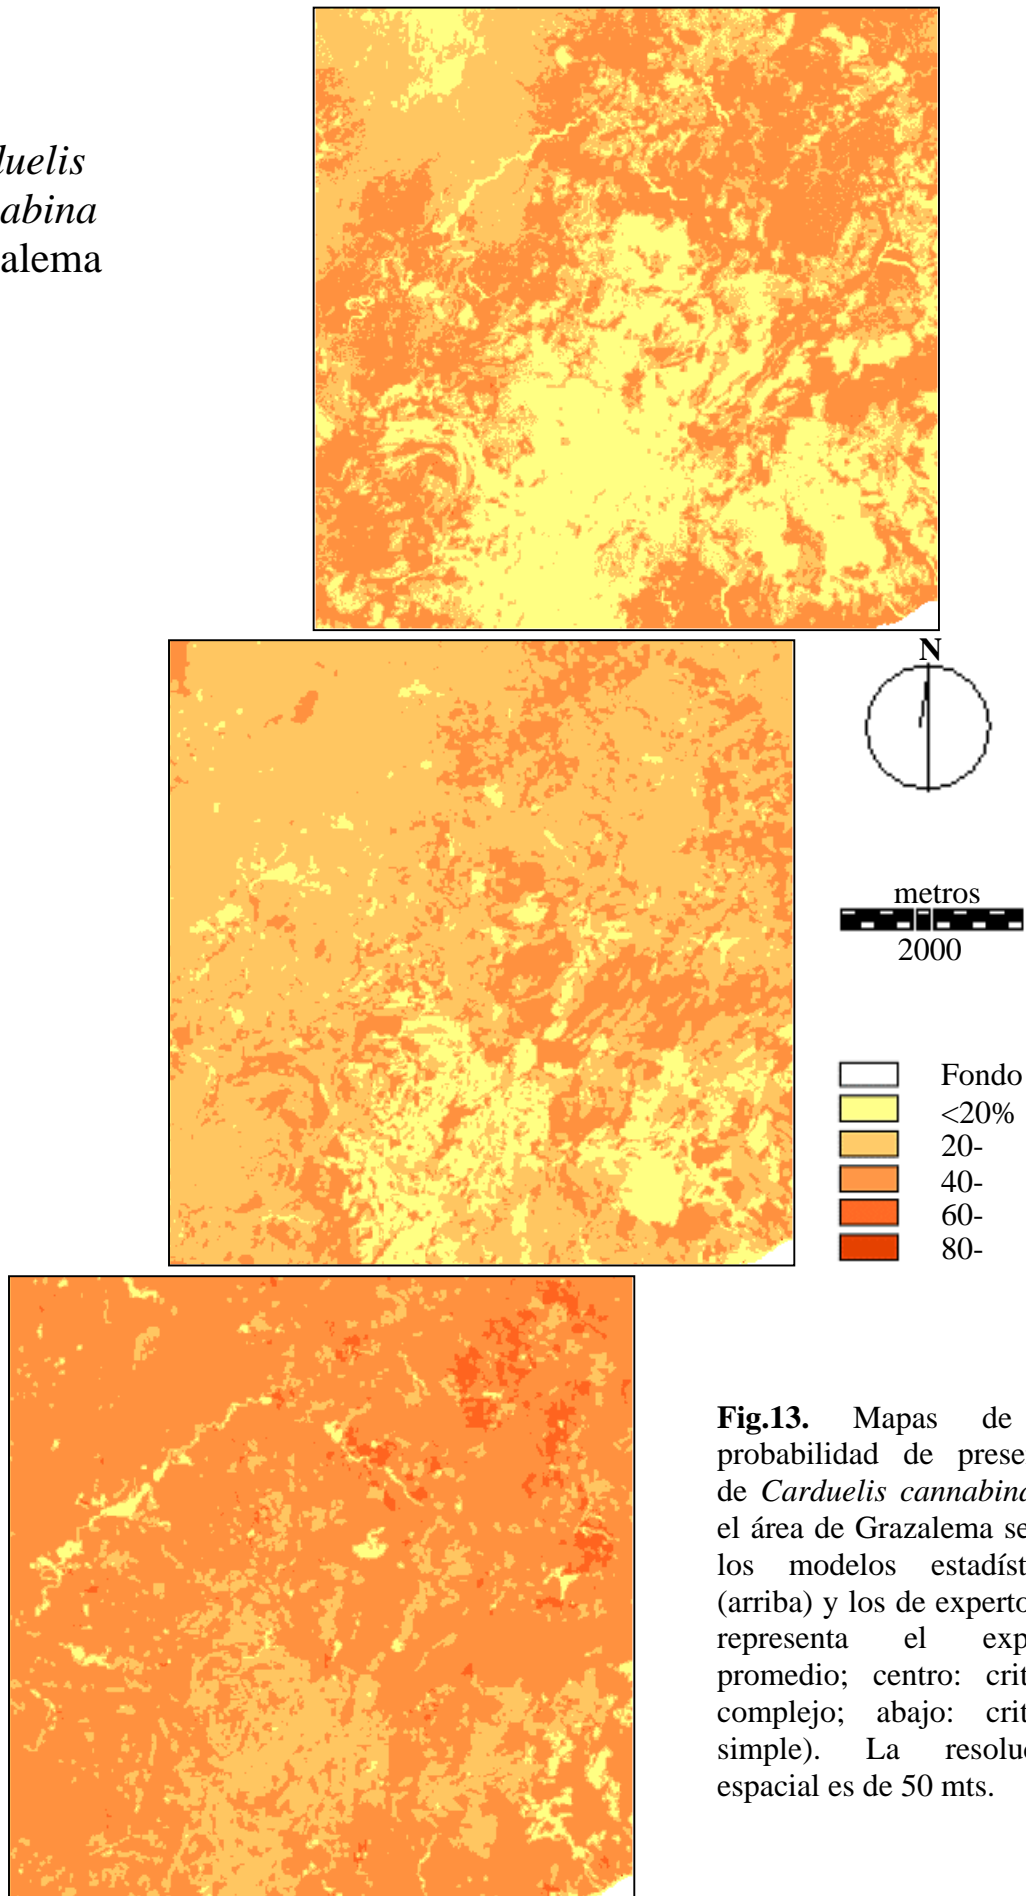 duelis
abina
alema
N
metros
2000
Fondo
<20%
20-
40-
60-
80-
Fig.13. Mapas de
probabilidad de prese
de Carduelis cannabina
el área de Grazalema se
los modelos estadíst
(arriba) y los de experto
representa el exp
promedio; centro: crit
complejo; abajo: crit
simple). La resoluc
espacial es de 50 mts.